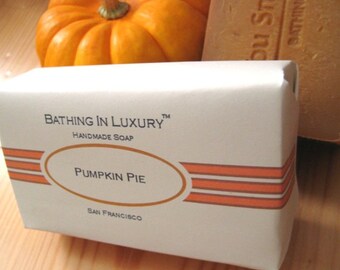 BATHING IN LUXURY™
HANDMADE SOAP
PUMPKIN PIE
SAN FRANCISCO